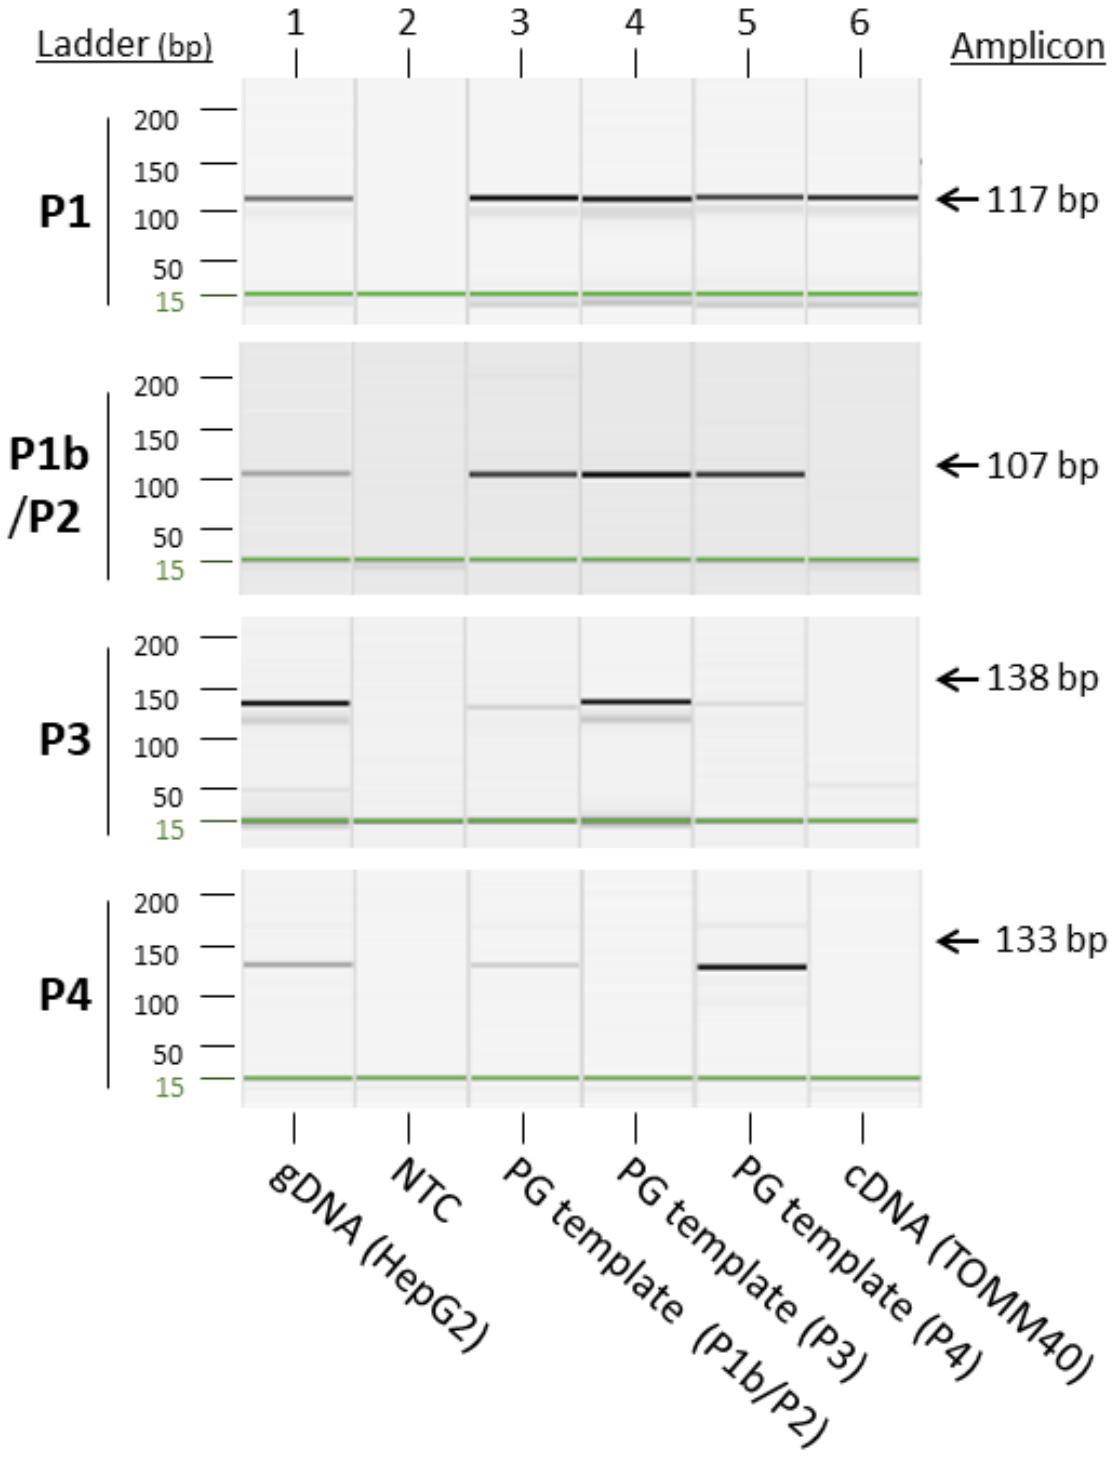 1 2 3 4 5 6
Ladder (bp) Amplicon
200
150
P1 100 117 bp
50
15
200
150
P1b
/P2
100 107 bp
50
15
200 138 bp
150
P3 100
50
15
200
150 133 bp
P4 100
50
15
gDNA (HepG2)
NTC
PG template (P1b/P2)
PG template (P3)
PG template (P4)
cDNA (TOMM40)